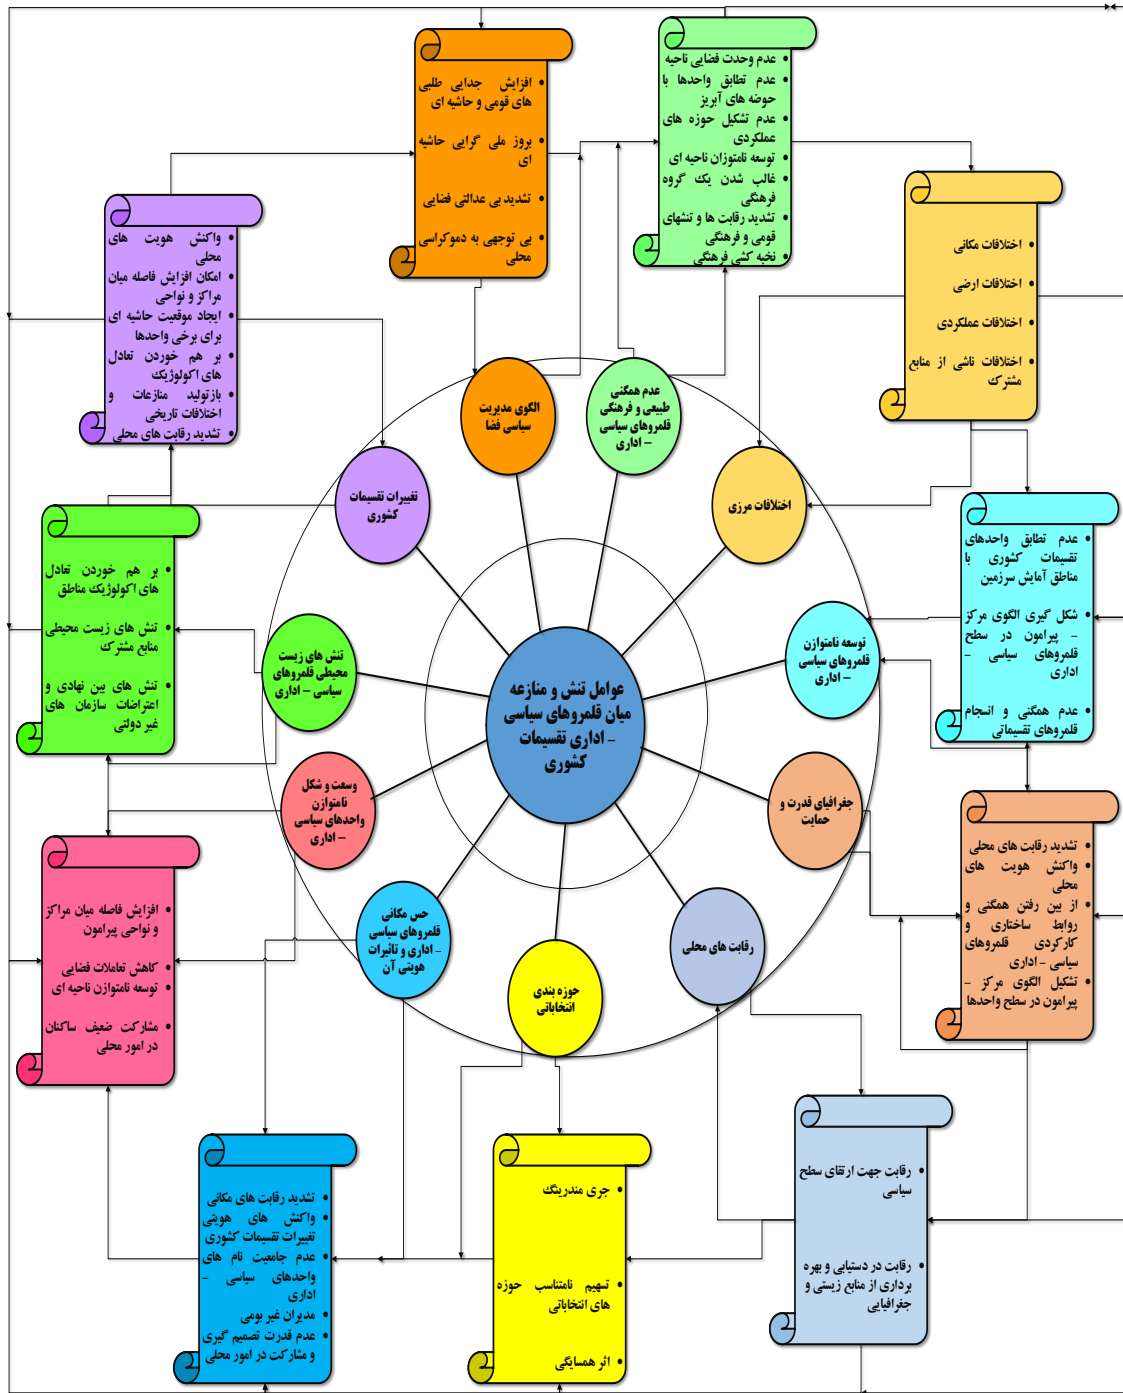 افزایش جدایی طلبی
های قومی و حاشیه ای
بروز ملی گرایی حاشیه
ای
تشدید بی عدالتی فضایی
بی توجهی به دموکراسی
محلی
عدم وحدت فضایی ناحیه
عدم تطابق واحدها با
حوضه های آبریز
عدم تشکیل حوزه های
عملکردی
توسعه نامتوزان ناحیه ای
غالب شدن یک گروه
فرهنگی
تشدید رقابت ها و تنشهای
قومی و فرهنگی
نخبه کشی فرهنگی
اختلافات مکانی
اختلافات ارضی
اختلافات عملکردی
اختلافات ناشی از منابع
مشترک
واکنش هویت های
محلی
امکان افزایش فاصله میان
مراکز و نواحی
ایجاد موقعیت حاشیه ای
برای برخی واحدها
بر هم خوردن تعادل
های اکولوژیک
بازتولید منازعات و
اختلافات تاریخی
تشدید رقابت های محلی
الگوی مدیریت
سیاسی فضا
عدم همگنی
طبیعی و فرهنگی
قلمروهای سیاسی
– اداری
تغییرات تقسیمات
کشوری
اختلافات مرزی
عدم تطابق واحدهای
تقسیمات کشوری با
مناطق آمایش سرزمین
شکل گیری الگوی مرکز
– پیرامون در سطح
قلمروهای سیاسی –
اداری
عدم همگنی و انسجام
قلمروهای تقسیماتی
بر هم خوردن تعادل
های اکولوژیک مناطق
تنش های زیست محیطی
منابع مشترک
تنش های بین نهادی و
اعتراضات سازمان های
غیر دولتی
تنش های زیست
محیطی قلمروهای
سیاسی – اداری
توسعه نامتوازن
قلمروهای سیاسی
– اداری
عوامل تنش و منازعه
میان قلمروهای سیاسی
– اداری تقسیمات
کشوری
وسعت و شکل
نامتوازن
واحدهای سیاسی
– اداری
جغرافیای قدرت و
حمایت
تشدید رقابت های محلی
واکنش هویت های
محلی
از بین رفتن همگنی و
روابط ساختاری و
کارکردی قلمروهای
سیاسی – اداری
تشکیل الگوی مرکز –
پیرامون در سطح واحدها
افزایش فاصله میان مراکز
و نواحی پیرامون
کاهش تعاملات فضایی
توسعه نامتوازن ناحیه ای
مشارکت ضعیف ساکنان
در امور محلی
حس مکانی
قلمروهای سیاسی
– اداری و تاثیرات
هویتی آن
رقابت های محلی
حوزه بندی
انتخاباتی
تشدید رقابت های مکانی
واکنش های هویتی
تغییرات تقسیمات کشوری
عدم جامعیت نام های
واحدهای سیاسی –
اداری
مدیران غیر بومی
عدم قدرت تصمیم گیری
و مشارکت در امور محلی
جری مندرینگ
تسهیم نامتناسب حوزه
های انتخاباتی
اثر همسایگی
رقابت جهت ارتقای سطح
سیاسی
رقابت در دستیابی و بهره
برداری از منابع زیستی و
جغرافیایی